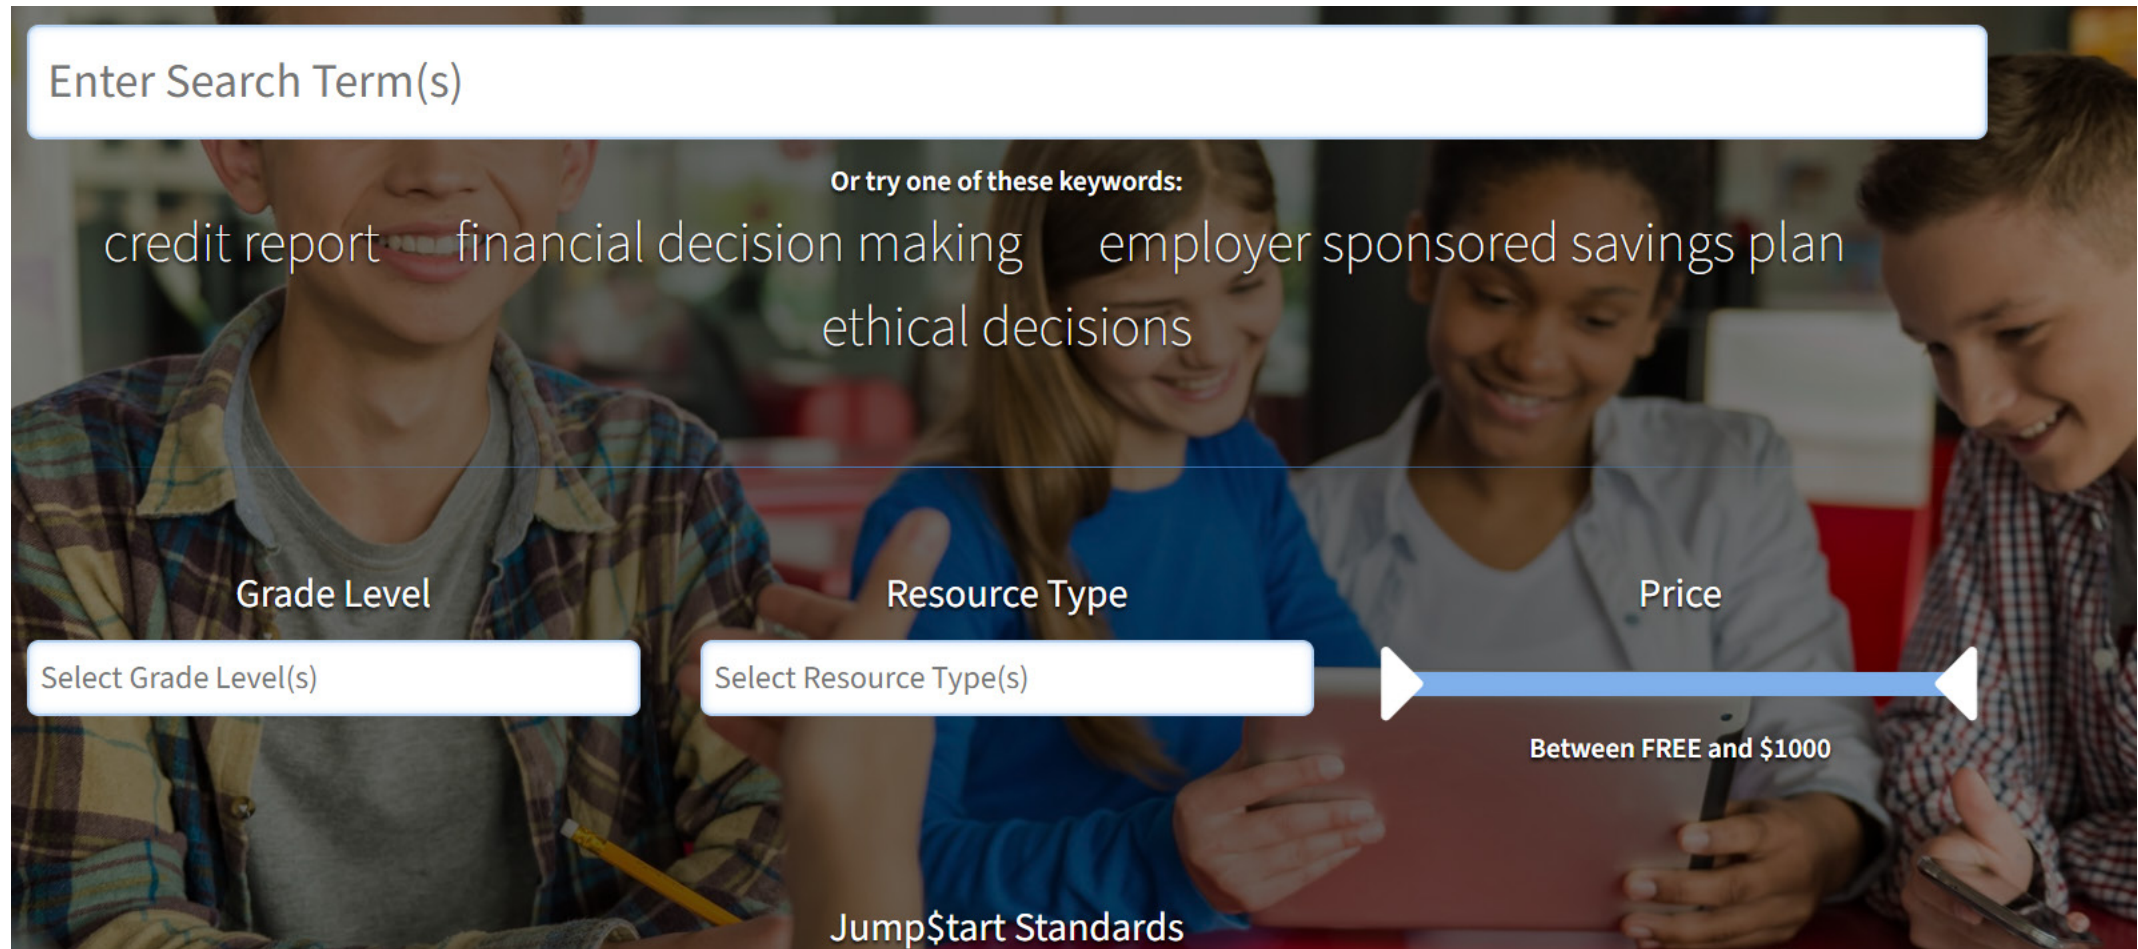 Enter Search Term(s)
Or try one of these keywords:
credit report financial decision making employer sponsored savings plan
ethical decisions
Grade Level Resource Type Price
Select Grade Level(s) Select Resource Type(s)
Between FREE and $1000
Jump$tart Standards